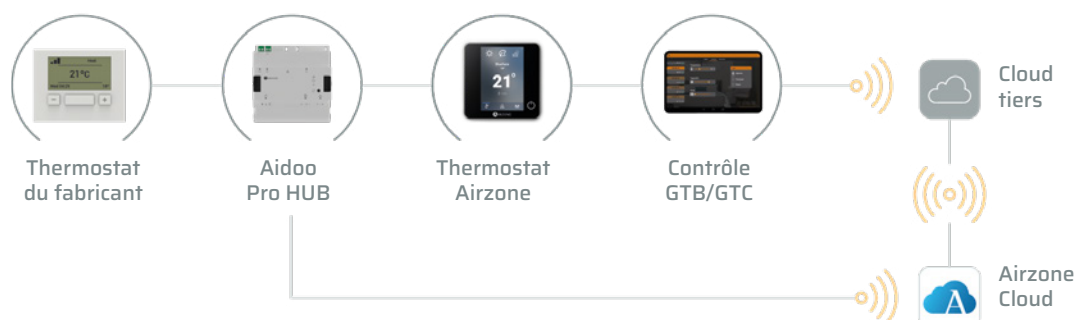 21°C
Thermostat
du fabricant
Aidoo
Pro HUB
21°
Thermostat
Airzone
Contrôle
GTB/GTC
Cloud
tiers
Airzone
Cloud